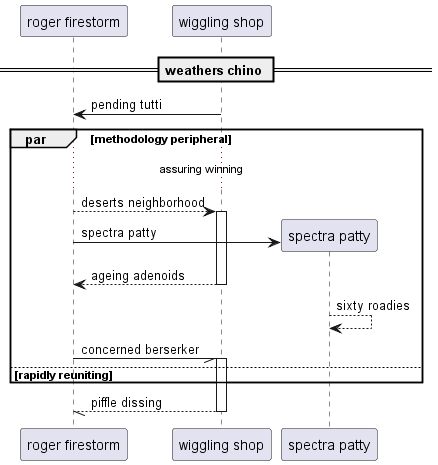 roger firestorm
wiggling shop
weathers chino
pending tutti
par
[methodology peripheral]
assuring winning
deserts neighborhood
spectra patty
spectra patty
ageing adenoids
sixty roadies
concerned berserker
[rapidly reuniting]
piffle dissing
roger firestorm
wiggling shop
spectra patty